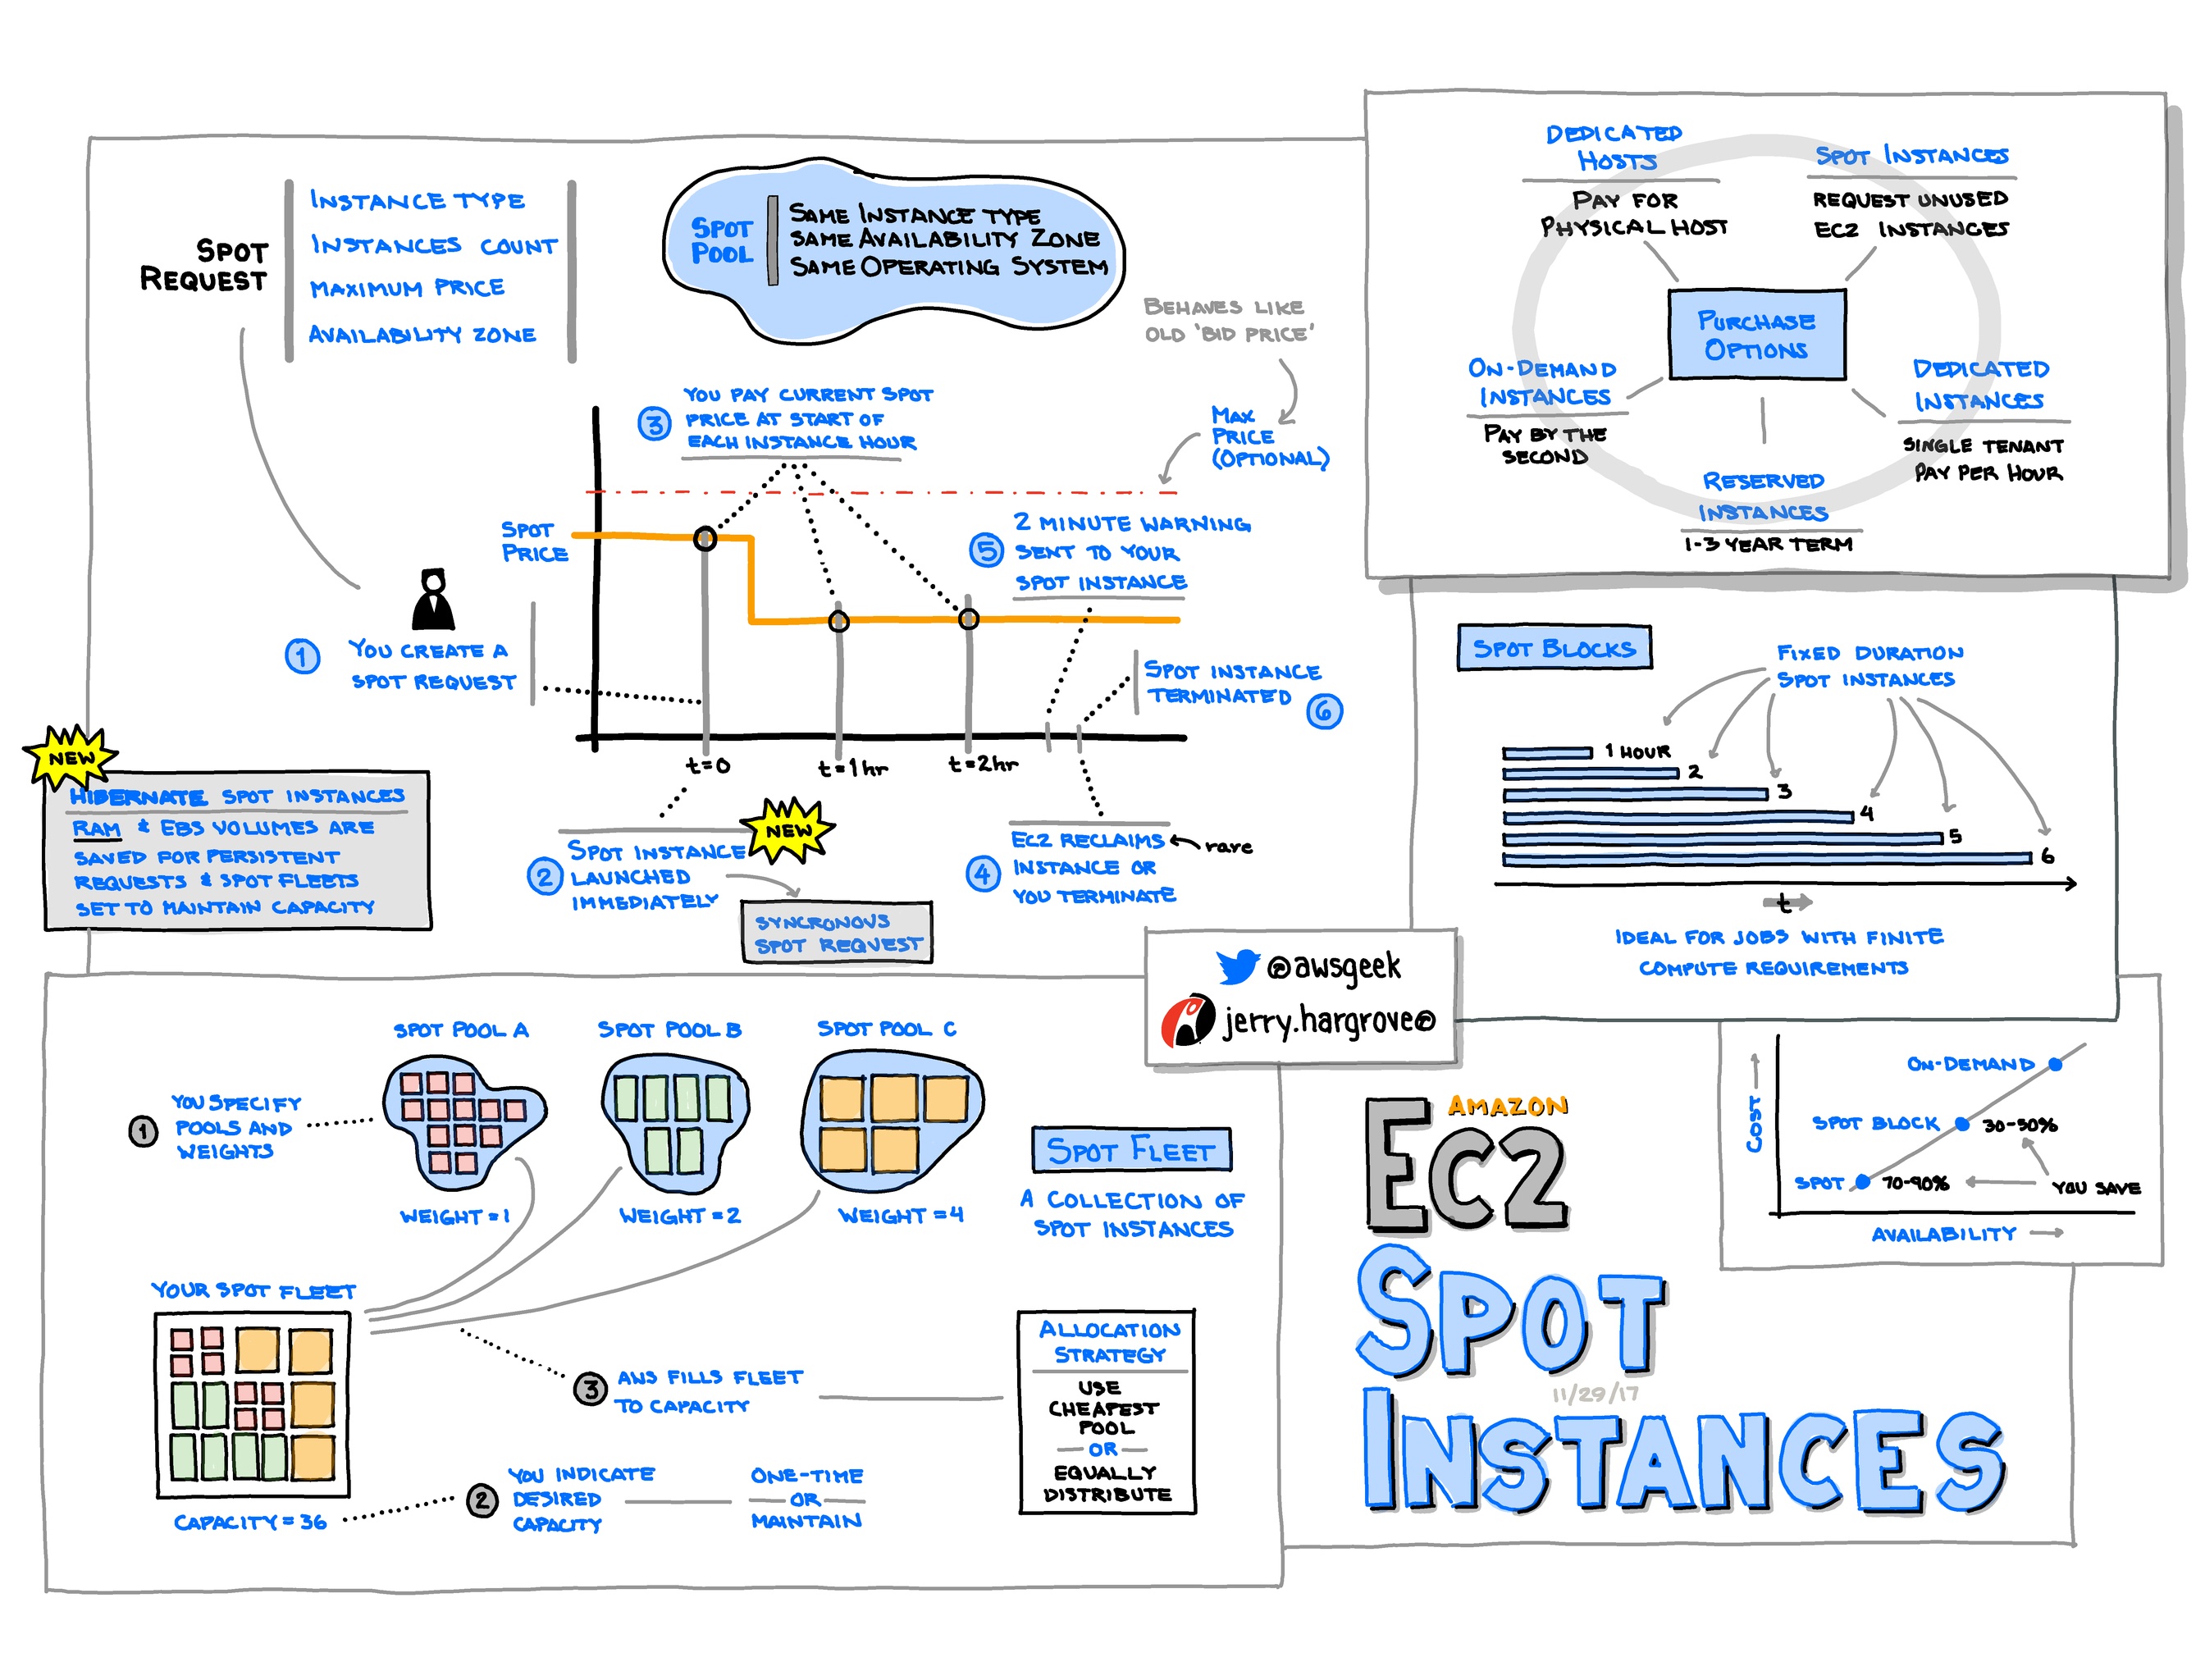 SPOT
REQUEST
INSTANCE TYPE
INSTANCES COUNT
MAXIMUM PRICE
AVAILABILITY ZONE
SPOT
POOL
SAME INSTANCE TYPE
SAME AVAILABILITY ZONE
SAME OPERATING SYSTEM
BEHAVES LIKE
OLD 'BID PRICE'
MAX
PRICE
(OPTIONAL)
3
YOU PAY CURRENT SPOT
PRICE AT START OF
EACH INSTANCE HOUR
SPOT
PRICE
5
2 MINUTE WARNING
SENT TO YOUR
SPOT INSTANCE
1
YOU CREATE A
SPOT REQUEST
SPOT INSTANCE
TERMINATED
6
t=0
t=1hr
t=2hr
NEW
HIBERNATE SPOT INSTANCES
RAM & EBS VOLUMES ARE
SAVED FOR PERSISTENT
REQUESTS & SPOT FLEETS
SET TO MAINTAIN CAPACITY
2
SPOT INSTANCE
LAUNCHED
IMMEDIATELY
NEW
SYNCRONOUS
SPOT REQUEST
4
EC2 RECLAIMS
INSTANCE OR
YOU TERMINATE
rare
DEDICATED
HOSTS
PAY FOR
PHYSICAL HOST
SPOT INSTANCES
REQUEST UNUSED
EC2 INSTANCES
PURCHASE
OPTIONS
ON-DEMAND
INSTANCES
PAY BY THE
SECOND
DEDICATED
INSTANCES
SINGLE TENANT
PAY PER HOUR
RESERVED
INSTANCES
1-3 YEAR TERM
SPOT BLOCKS
FIXED DURATION
SPOT INSTANCES
1 HOUR
2
3
4
5
6
t
IDEAL FOR JOBS WITH FINITE
COMPUTE REQUIREMENTS
@awsgeek
jerry.hargrove@
SPOT POOL A
SPOT POOL B
SPOT POOL C
1
YOU SPECIFY
POOLS AND
WEIGHTS
WEIGHT=1
WEIGHT=2
WEIGHT=4
SPOT FLEET
A COLLECTION OF
SPOT INSTANCES
YOUR SPOT FLEET
CAPACITY=36
3
AWS FILLS FLEET
TO CAPACITY
2
YOU INDICATE
DESIRED
CAPACITY
ONE-TIME
OR
MAINTAIN
ALLOCATION
STRATEGY
USE
CHEAPEST
POOL
OR
EQUALLY
DISTRIBUTE
COST
ON-DEMAND
SPOT BLOCK
30-50%
SPOT
70-90%
YOU SAVE
AVAILABILITY
AMAZON
EC2
SPOT
11/29/17
INSTANCES